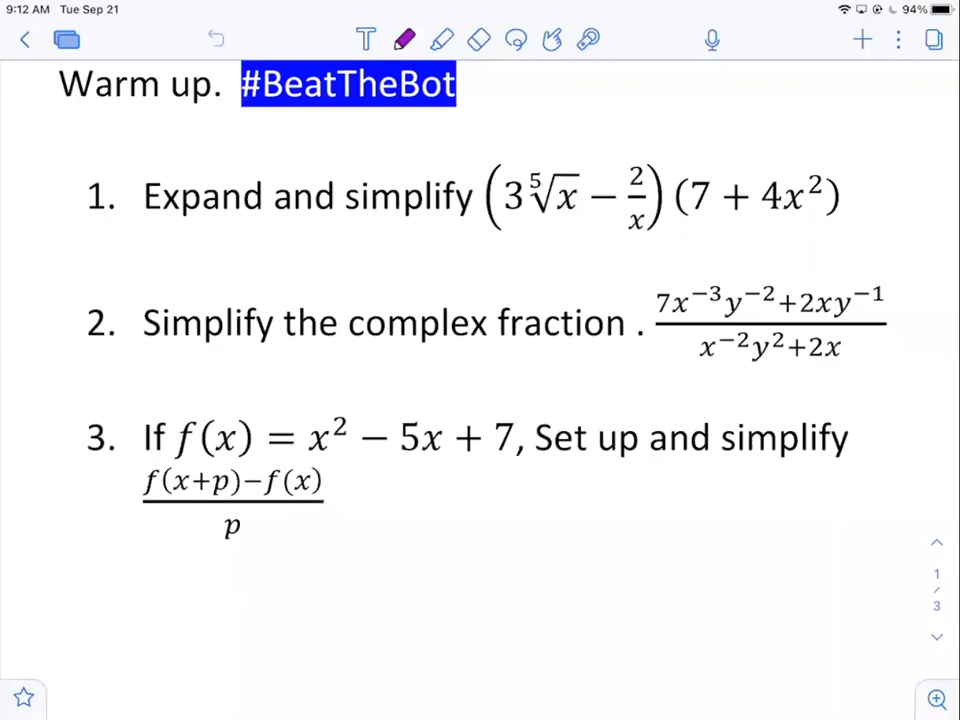 9:12 AM Tue Sep 21 94%
Warm up. #BeatTheBot
1. Expand and simplify (3⁵√x − 2/x)(7 + 4x²)
2. Simplify the complex fraction . (7x⁻³y⁻²+2xy⁻¹)/(x⁻²y²+2x)
3. If f(x) = x² − 5x + 7, Set up and simplify
(f(x+p)−f(x))/p
1
/
3